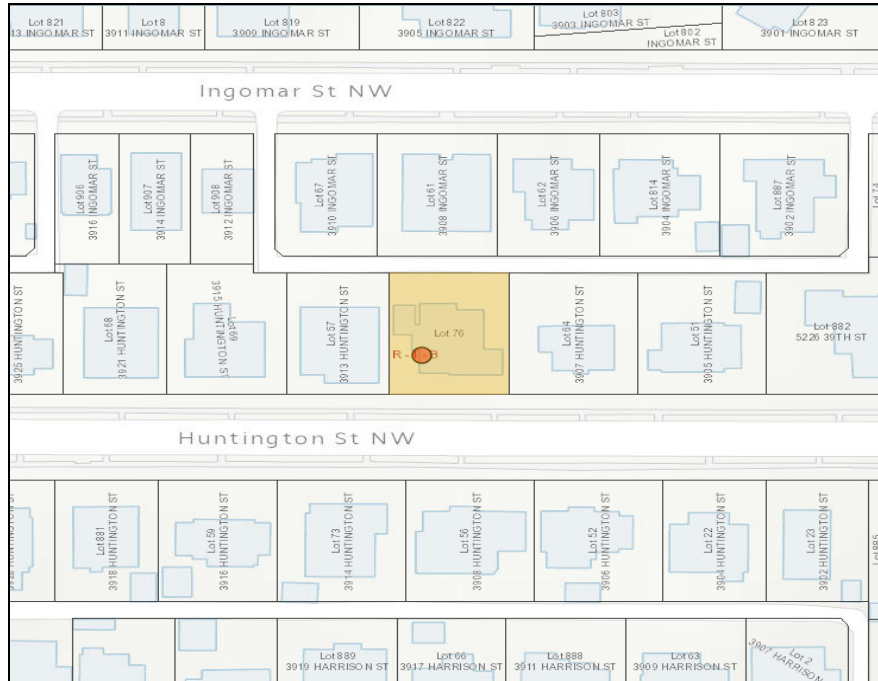 Lot 821
13 INGOMAR ST
Lot 8
3911 INGOMAR ST
Lot 819
3909 INGOMAR ST
Lot 822
3905 INGOMAR ST
Lot 803
3903 INGOMAR ST
Lot 802
INGOMAR ST
Lot 823
3901 INGOMAR ST
Ingomar St NW
Lot 906
3916 INGOMAR ST
Lot 907
3914 INGOMAR ST
Lot 908
3912 INGOMAR ST
Lot 67
3910 INGOMAR ST
Lot 61
3908 INGOMAR ST
Lot 62
3906 INGOMAR ST
Lot 814
3904 INGOMAR ST
Lot 887
3902 INGOMAR ST
Lot 74
3925 HUNTINGTON ST
Lot 68
3921 HUNTINGTON ST
Lot 69
3915 HUNTINGTON ST
Lot 57
3913 HUNTINGTON ST
Lot 76
R - 1 - B
Lot 64
3907 HUNTINGTON ST
Lot 51
3905 HUNTINGTON ST
Lot 882
5226 39TH ST
Huntington St NW
Lot 881
3918 HUNTINGTON ST
Lot 59
3916 HUNTINGTON ST
Lot 73
3914 HUNTINGTON ST
Lot 56
3908 HUNTINGTON ST
Lot 52
3906 HUNTINGTON ST
Lot 22
3904 HUNTINGTON ST
Lot 23
3902 HUNTINGTON ST
Lot 885
Lot 889
3919 HARRISON ST
Lot 66
3917 HARRISON ST
Lot 888
3911 HARRISON ST
Lot 63
3909 HARRISON ST
Lot 2
3907 HARRISON